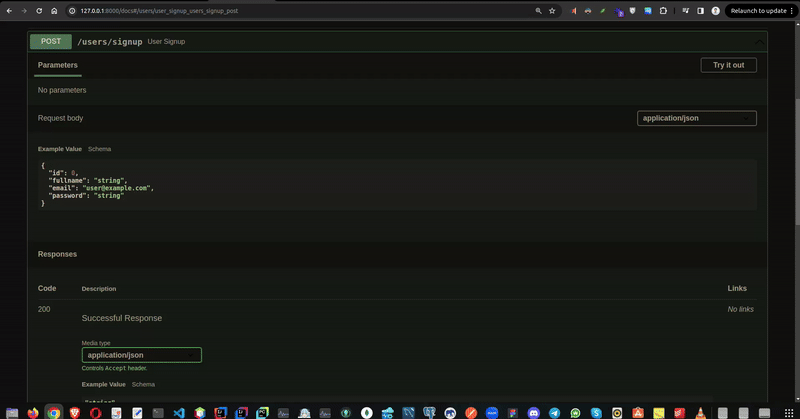 127.0.0.1:8000/docs#/users/user_signup_users_signup_post
Relaunch to update
POST /users/signup User Signup
Parameters
Try it out
No parameters
Request body
application/json
Example Value Schema
{
"id": 0,
"fullname": "string",
"email": "user@example.com",
"password": "string"
}
Responses
Code Description Links
200 No links
Successful Response
Media type
application/json
Controls Accept header.
Example Value Schema